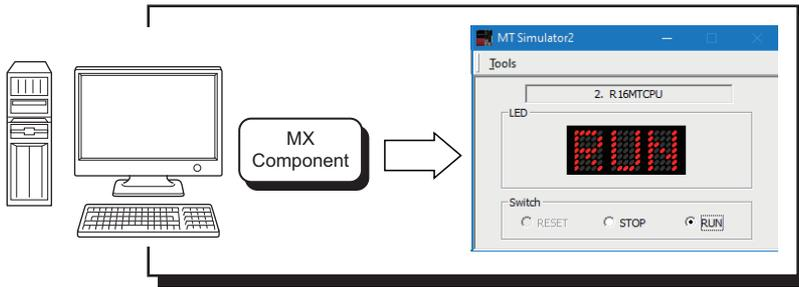 MT Simulator2
Tools
MX
Component
2. R16MTCPU
LED
RUN
Switch
RESET
STOP
RUN